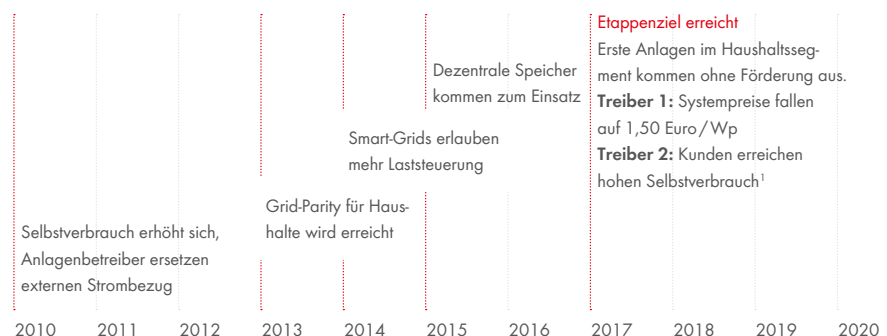 Etappenziel erreicht
Erste Anlagen im Haushaltsseg-
ment kommen ohne Förderung aus.
Treiber 1: Systempreise fallen
auf 1,50 Euro/Wp
Treiber 2: Kunden erreichen
hohen Selbstverbrauch¹
Dezentrale Speicher
kommen zum Einsatz
Smart-Grids erlauben
mehr Laststeuerung
Grid-Parity für Haus-
halte wird erreicht
Selbstverbrauch erhöht sich,
Anlagenbetreiber ersetzen
externen Strombezug
2010 2011 2012 2013 2014 2015 2016 2017 2018 2019 2020